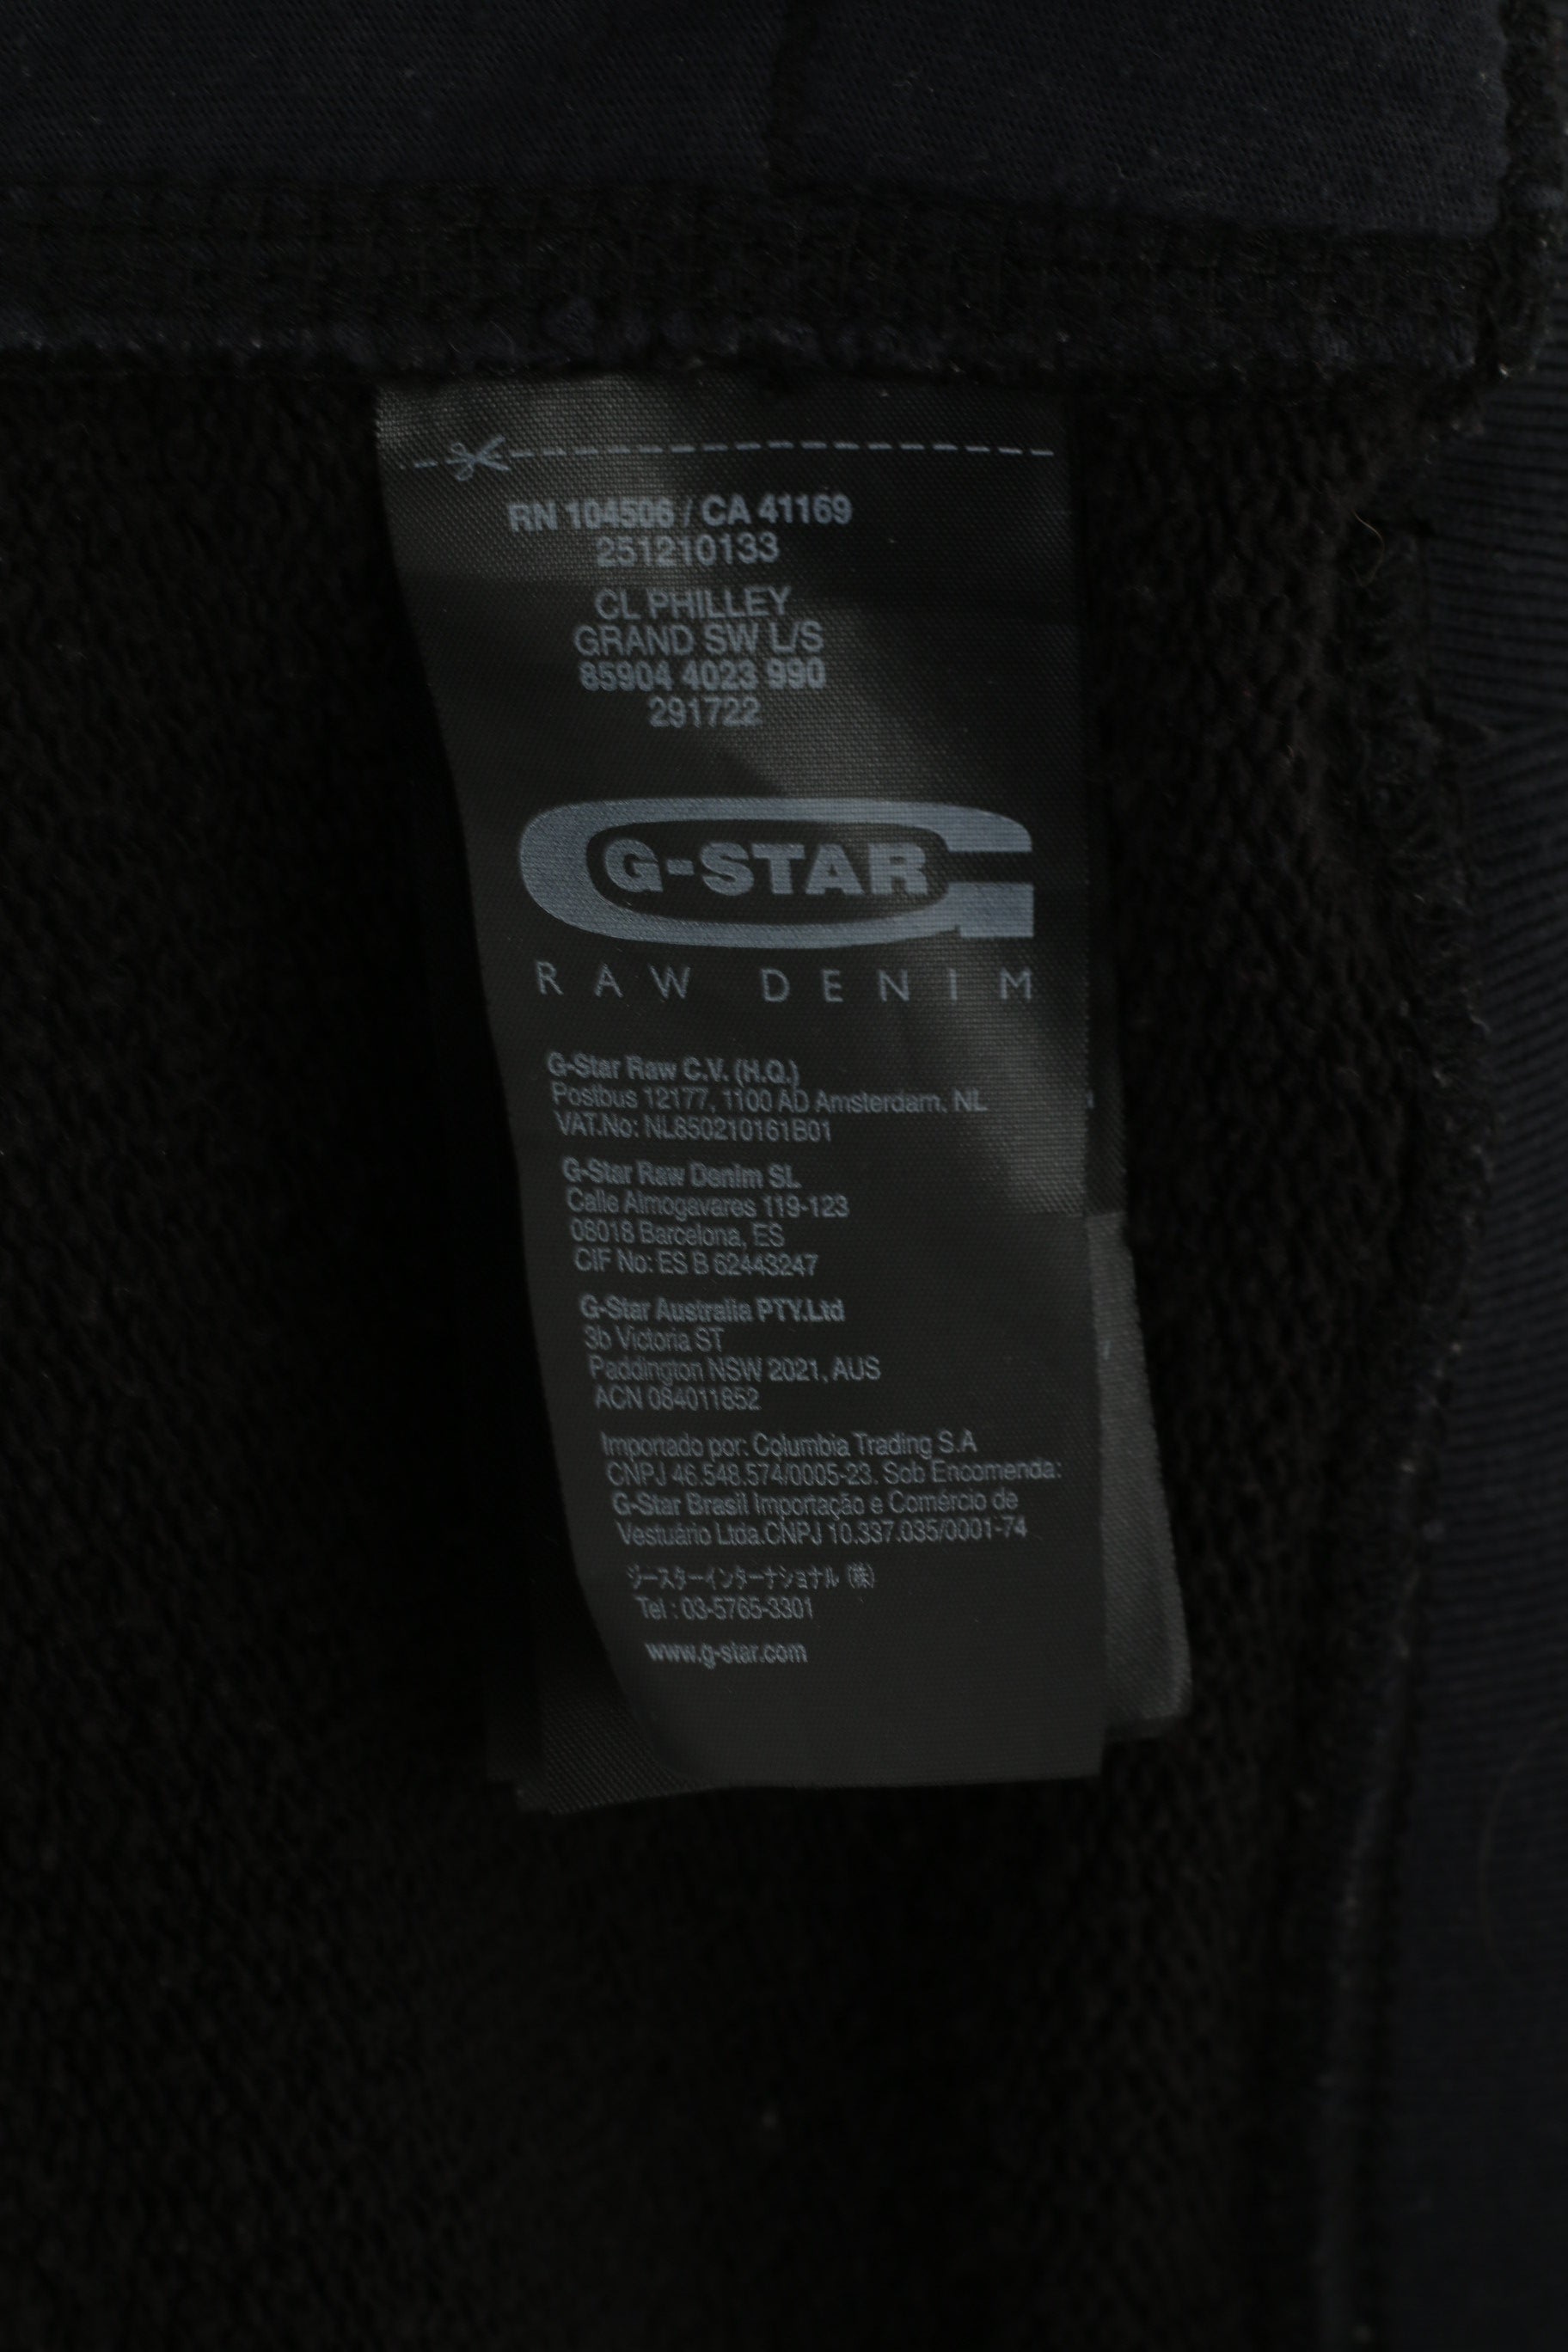 RN 104506 / CA 41169
251210133
CL PHILLEY
GRAND SW L/S
85904 4023 990
291722
G-STAR
RAW DENIM
G-Star Raw C.V. (H.Q.)
Postbus 12177, 1100 AD Amsterdam, NL
VAT.No: NL850210161B01
G-Star Raw Denim SL
Calle Almogavares 119-123
08018 Barcelona, ES
CIF No: ES B 62443247
G-Star Australia PTY.Ltd
3b Victoria ST
Paddington NSW 2021, AUS
ACN 084011852
Importado por: Columbia Trading S.A
CNPJ 46.548.574/0005-23. Sob Encomenda:
G-Star Brasil Importação e Comércio de
Vestuário Ltda.CNPJ 10.337.035/0001-74
ジースターインターナショナル (株)
Tel : 03-5765-3301
www.g-star.com